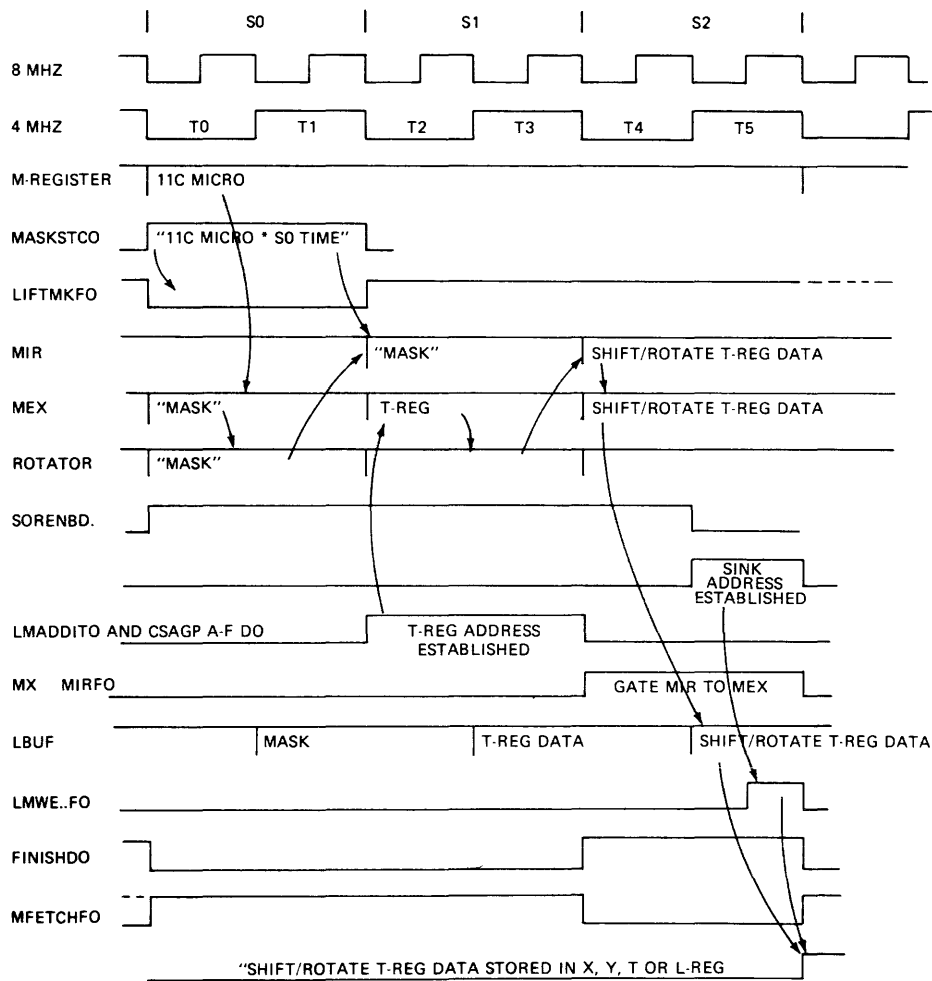 S0 S1 S2
8 MHZ
4 MHZ T0 T1 T2 T3 T4 T5
M-REGISTER 11C MICRO
MASKSTCO "11C MICRO * S0 TIME"
LIFTMKFO
MIR "MASK" SHIFT/ROTATE T-REG DATA
MEX "MASK" T-REG SHIFT/ROTATE T-REG DATA
ROTATOR "MASK"
SORENBD.
SINK
ADDRESS
ESTABLISHED
LMADDITO AND CSAGP A-F DO T-REG ADDRESS
ESTABLISHED
MX MIRFO GATE MIR TO MEX
LBUF MASK T-REG DATA SHIFT/ROTATE T-REG DATA
LMWE..FO
FINISHDO
MFETCHFO
"SHIFT/ROTATE T-REG DATA STORED IN X, Y, T OR L-REG